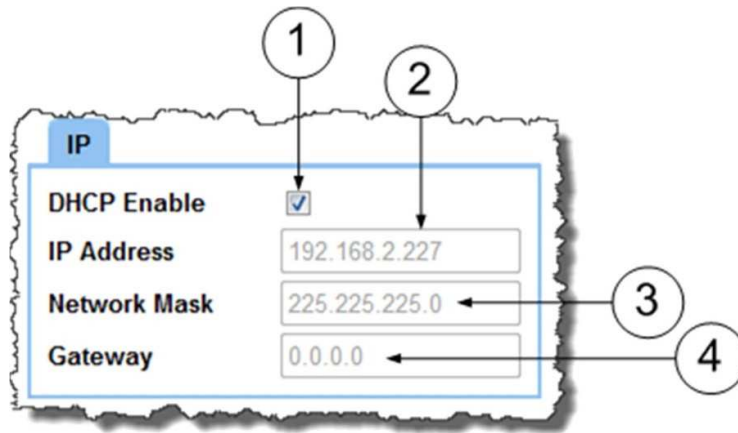 1
2
IP
DHCP Enable
IP Address 192.168.2.227
Network Mask 225.225.225.0 3
Gateway 0.0.0.0 4